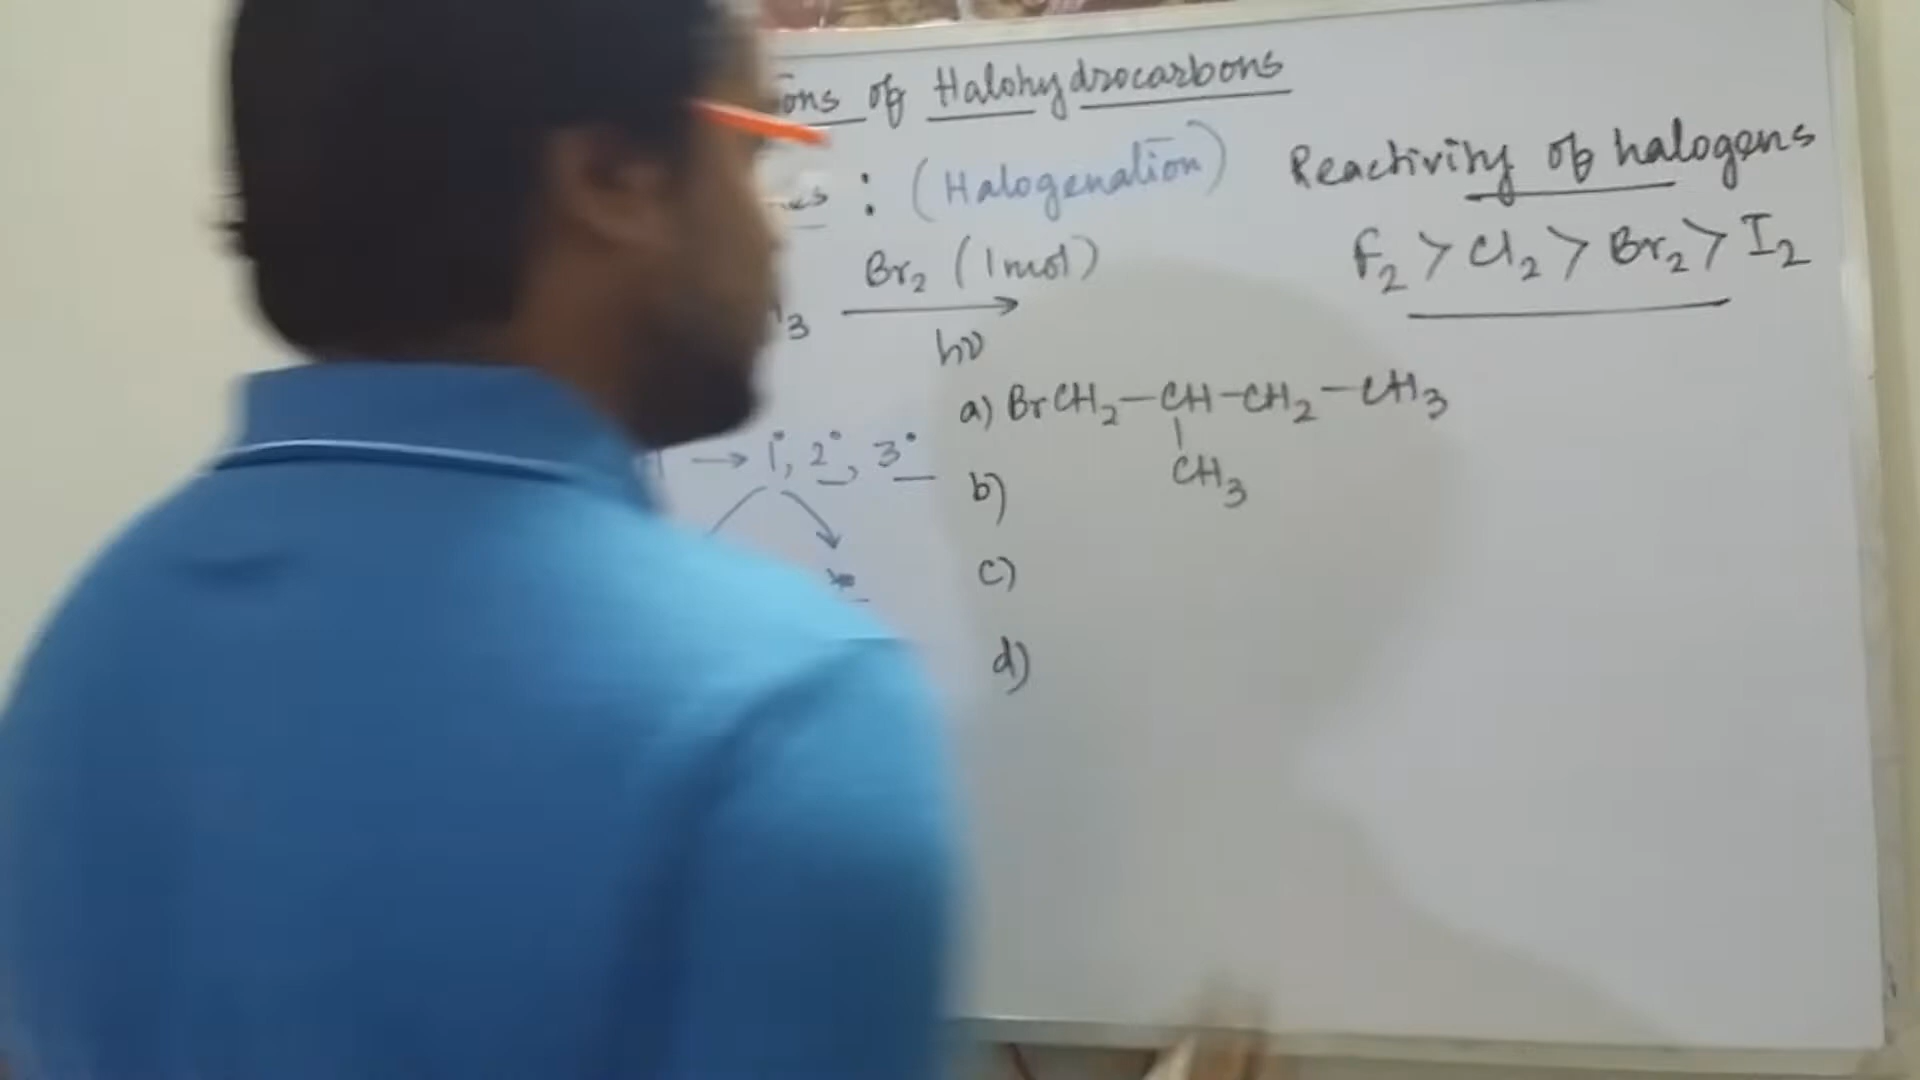 of Halohydrocarbons
: (Halogenation)
Reactivity of halogens
F₂ > Cl₂ > Br₂ > I₂
Br₂ (1mol)
3 ⟶
hν
a) BrCH₂—CH—CH₂—CH₃
|
CH₃
→ 1°, 2°, 3°
b)
c)
d)